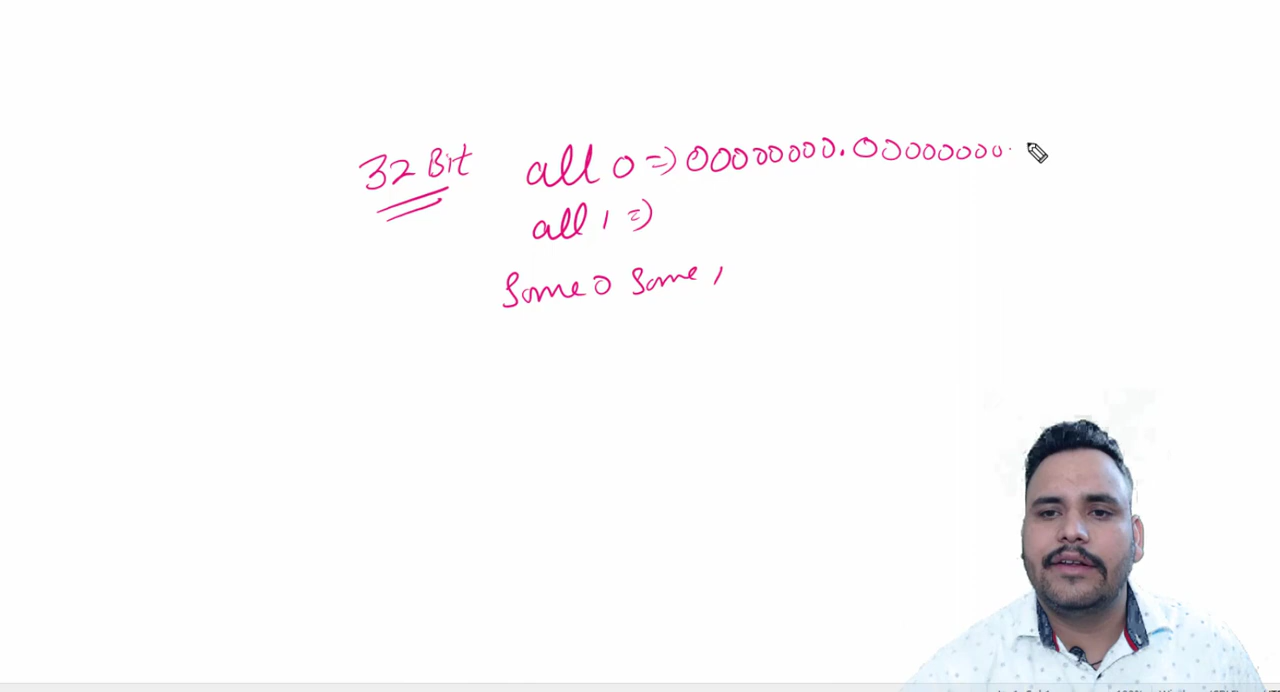 32 Bit all 0 => 00000000.00000000.
all 1 =>
Some 0 Some 1